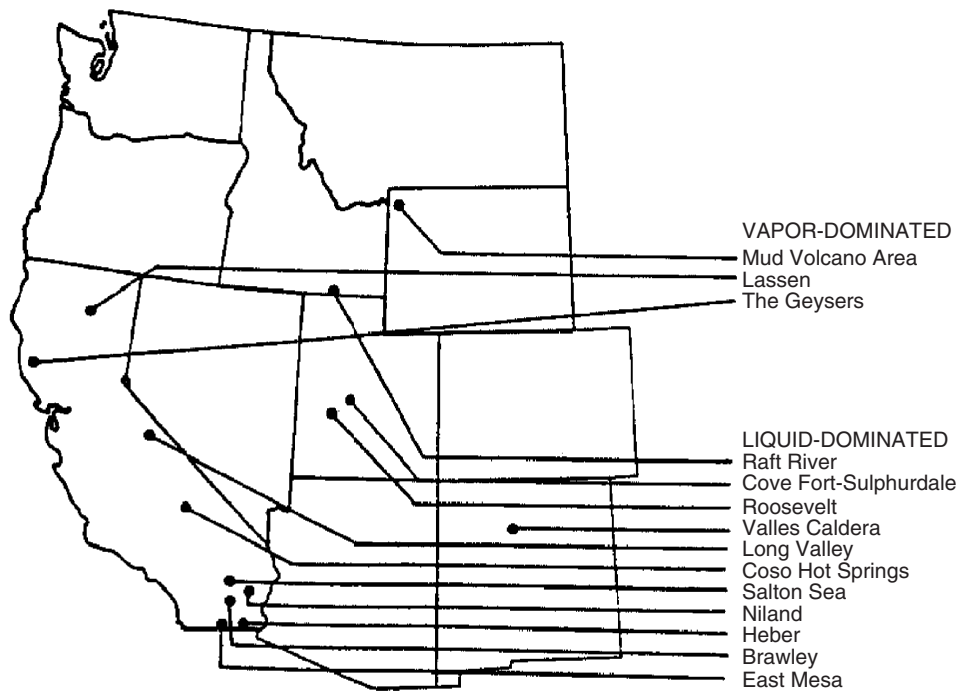 VAPOR-DOMINATED
Mud Volcano Area
Lassen
The Geysers
LIQUID-DOMINATED
Raft River
Cove Fort-Sulphurdale
Roosevelt
Valles Caldera
Long Valley
Coso Hot Springs
Salton Sea
Niland
Heber
Brawley
East Mesa